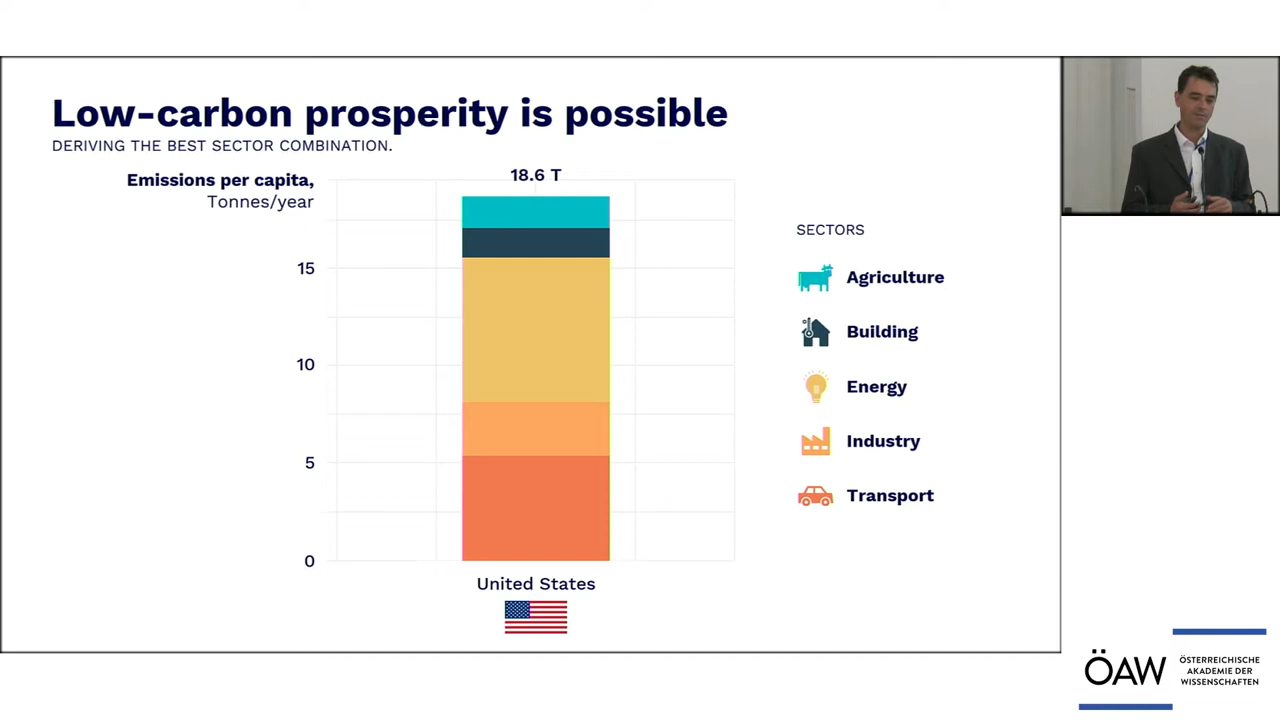 Low-carbon prosperity is possible
DERIVING THE BEST SECTOR COMBINATION.
Emissions per capita,
Tonnes/year
18.6 T
15
10
5
0
United States
SECTORS
Agriculture
Building
Energy
Industry
Transport
ÖAW
ÖSTERREICHISCHE
AKADEMIE DER
WISSENSCHAFTEN